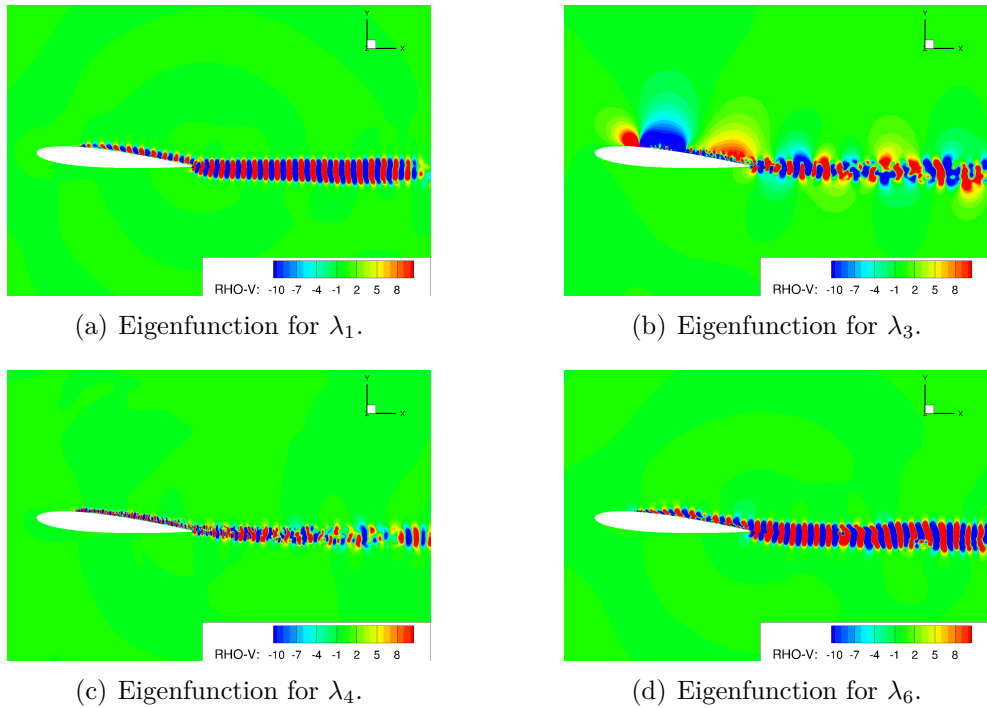 Y
Z X
RHO-V: -10 -7 -4 -1 2 5 8
(a) Eigenfunction for λ₁.
Y
Z X
RHO-V: -10 -7 -4 -1 2 5 8
(b) Eigenfunction for λ₃.
Y
Z X
RHO-V: -10 -7 -4 -1 2 5 8
(c) Eigenfunction for λ₄.
Y
Z X
RHO-V: -10 -7 -4 -1 2 5 8
(d) Eigenfunction for λ₆.